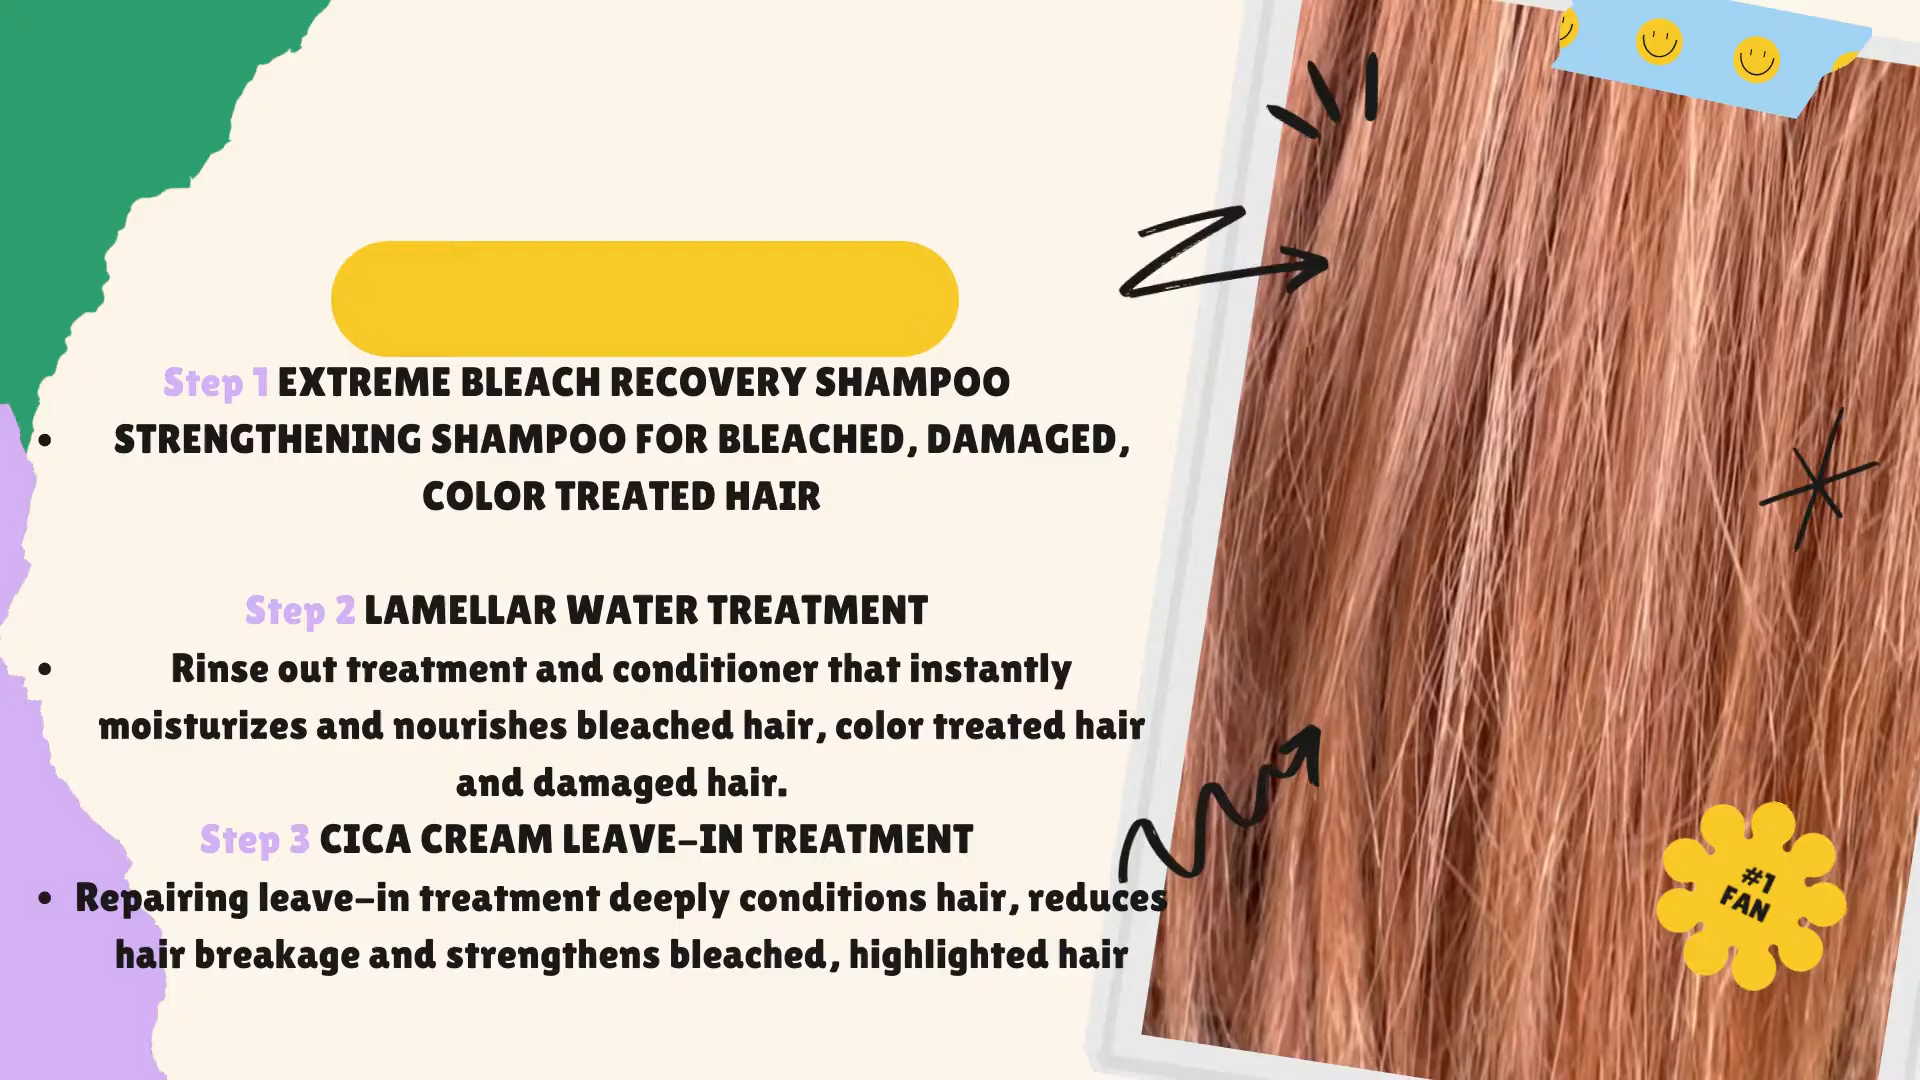 Step 1 EXTREME BLEACH RECOVERY SHAMPOO
• STRENGTHENING SHAMPOO FOR BLEACHED, DAMAGED,
COLOR TREATED HAIR
Step 2 LAMELLAR WATER TREATMENT
• Rinse out treatment and conditioner that instantly
moisturizes and nourishes bleached hair, color treated hair
and damaged hair.
Step 3 CICA CREAM LEAVE-IN TREATMENT
• Repairing leave-in treatment deeply conditions hair, reduces
hair breakage and strengthens bleached, highlighted hair
#1
FAN